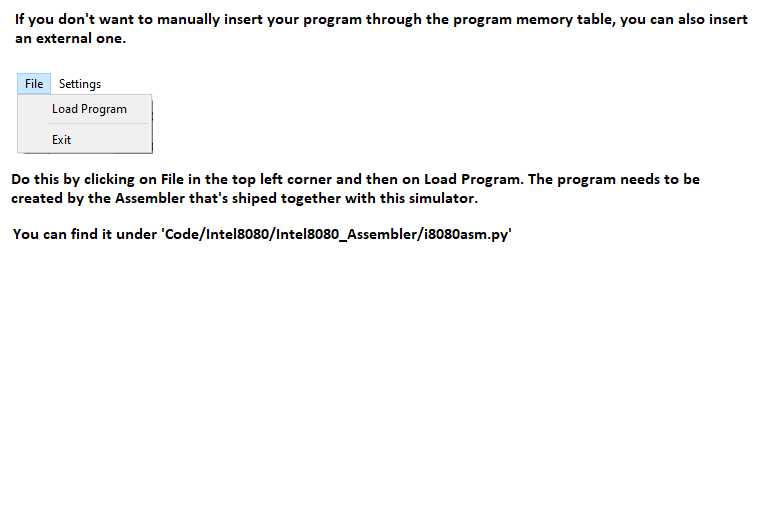 If you don't want to manually insert your program through the program memory table, you can also insert
an external one.
File Settings
Load Program
Exit
Do this by clicking on File in the top left corner and then on Load Program. The program needs to be
created by the Assembler that's shiped together with this simulator.
You can find it under 'Code/Intel8080/Intel8080_Assembler/i8080asm.py'